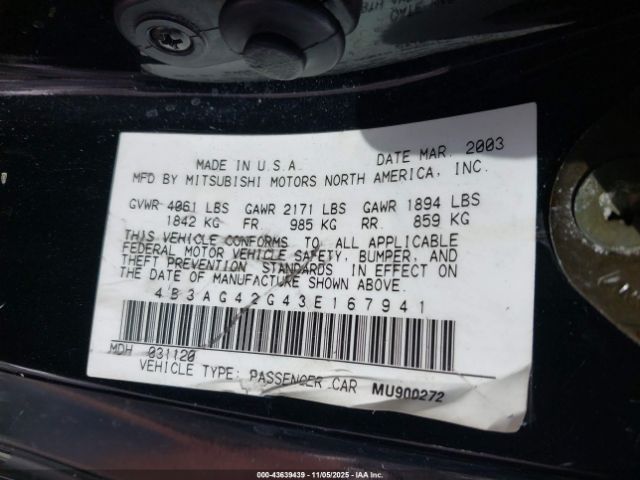 MADE IN U.S.A. DATE MAR. 2003
MFD BY MITSUBISHI MOTORS NORTH AMERICA, INC.
GVWR 4061 LBS GAWR 2171 LBS GAWR 1894 LBS
1842 KG FR. 985 KG RR. 859 KG
THIS VEHICLE CONFORMS TO ALL APPLICABLE
FEDERAL MOTOR VEHICLE SAFETY, BUMPER, AND
THEFT PREVENTION STANDARDS IN EFFECT ON
THE DATE OF MANUFACTURE SHOWN ABOVE.
4B3AG42G43E167941
MDH 031120
VEHICLE TYPE: PASSENGER CAR MU900272
000-43639439 - 11/05/2025 - IAAI.COM